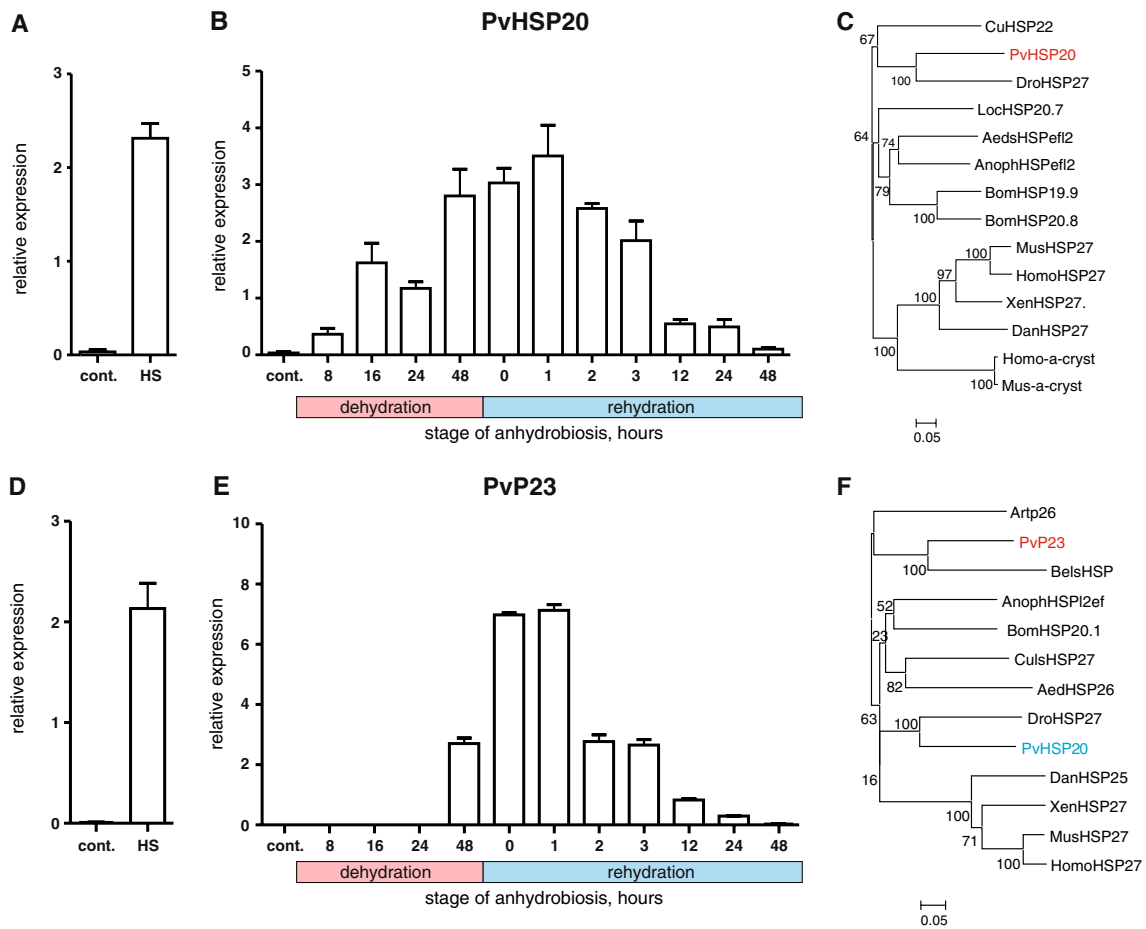 A
relative expression
3
2
1
0
cont. HS
B
PvHSP20
relative expression
5
4
3
2
1
0
cont. 8 16 24 48 0 1 2 3 12 24 48
dehydration rehydration
stage of anhydrobiosis, hours
C
CuHSP22
67
PvHSP20
100
DroHSP27
LocHSP20.7
64
74
AedsHSPefl2
AnophHSPefl2
79
BomHSP19.9
100
BomHSP20.8
MusHSP27
100
97
HomoHSP27
100
XenHSP27.
DanHSP27
100
Homo-a-cryst
100
Mus-a-cryst
0.05
D
relative expression
3
2
1
0
cont. HS
E
PvP23
relative expression
10
8
6
4
2
0
cont. 8 16 24 48 0 1 2 3 12 24 48
dehydration rehydration
stage of anhydrobiosis, hours
F
Artp26
PvP23
100
BelsHSP
52
AnophHSPl2ef
BomHSP20.1
23
CulsHSP27
82
AedHSP26
63
100
DroHSP27
PvHSP20
16
DanHSP25
100
XenHSP27
71
MusHSP27
100
HomoHSP27
0.05